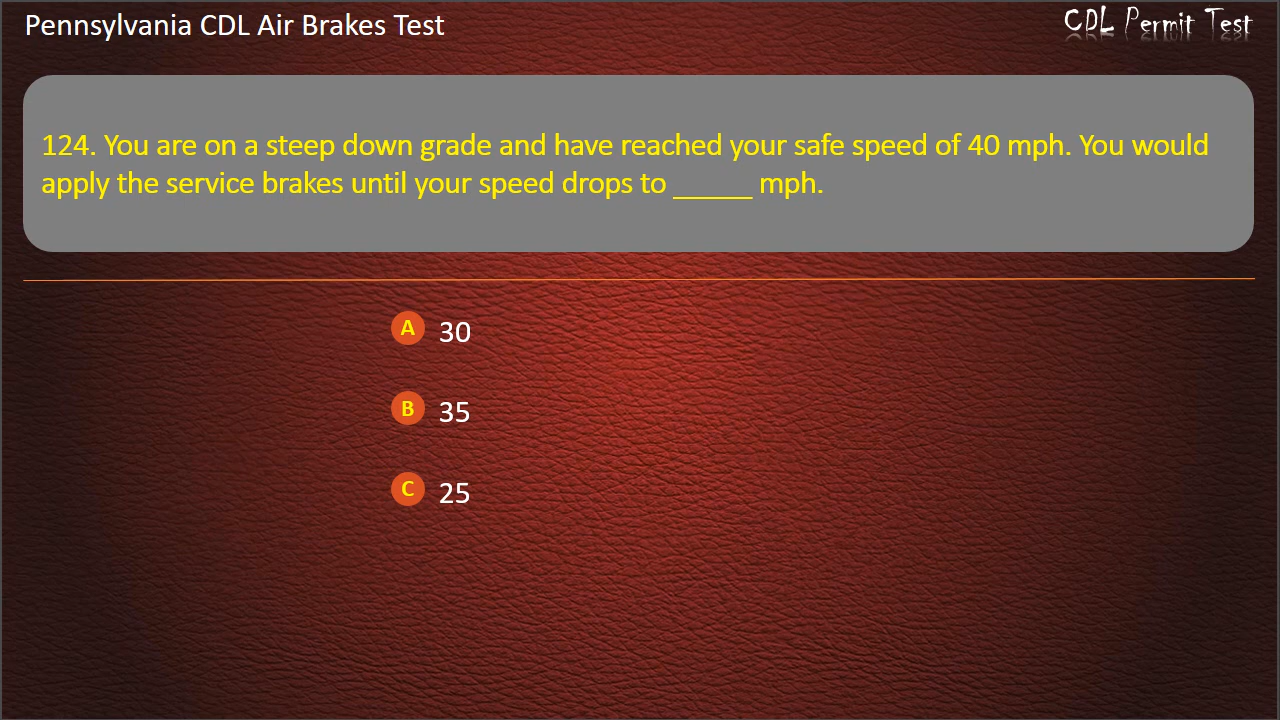 Pennsylvania CDL Air Brakes Test
CDL Permit Test
124. You are on a steep down grade and have reached your safe speed of 40 mph. You would
apply the service brakes until your speed drops to ______ mph.
A 30
B 35
C 25